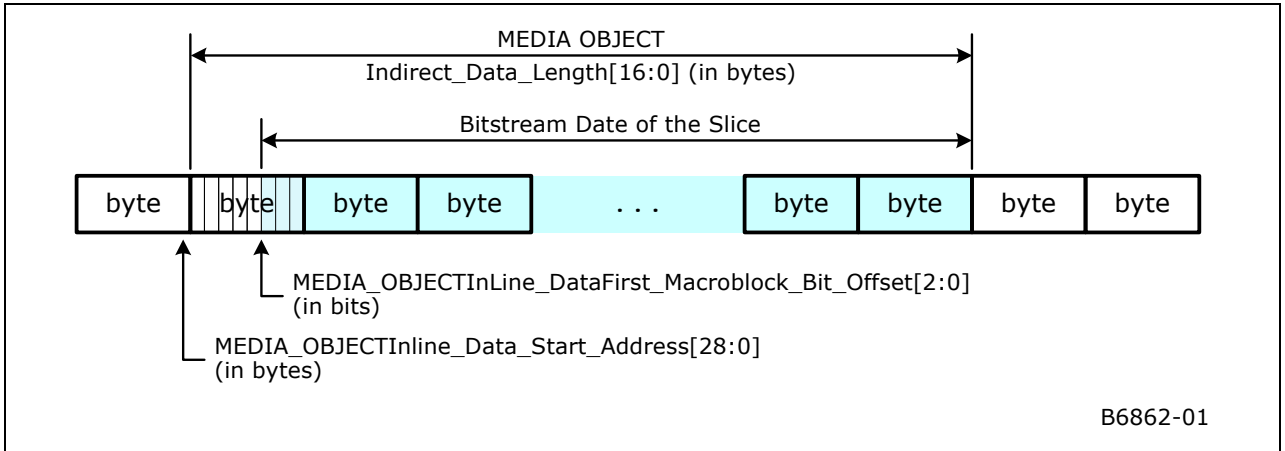 MEDIA OBJECT
Indirect_Data_Length[16:0] (in bytes)
Bitstream Date of the Slice
byte byte byte byte . . . byte byte byte byte
MEDIA_OBJECTInLine_DataFirst_Macroblock_Bit_Offset[2:0]
(in bits)
MEDIA_OBJECTInline_Data_Start_Address[28:0]
(in bytes)
B6862-01